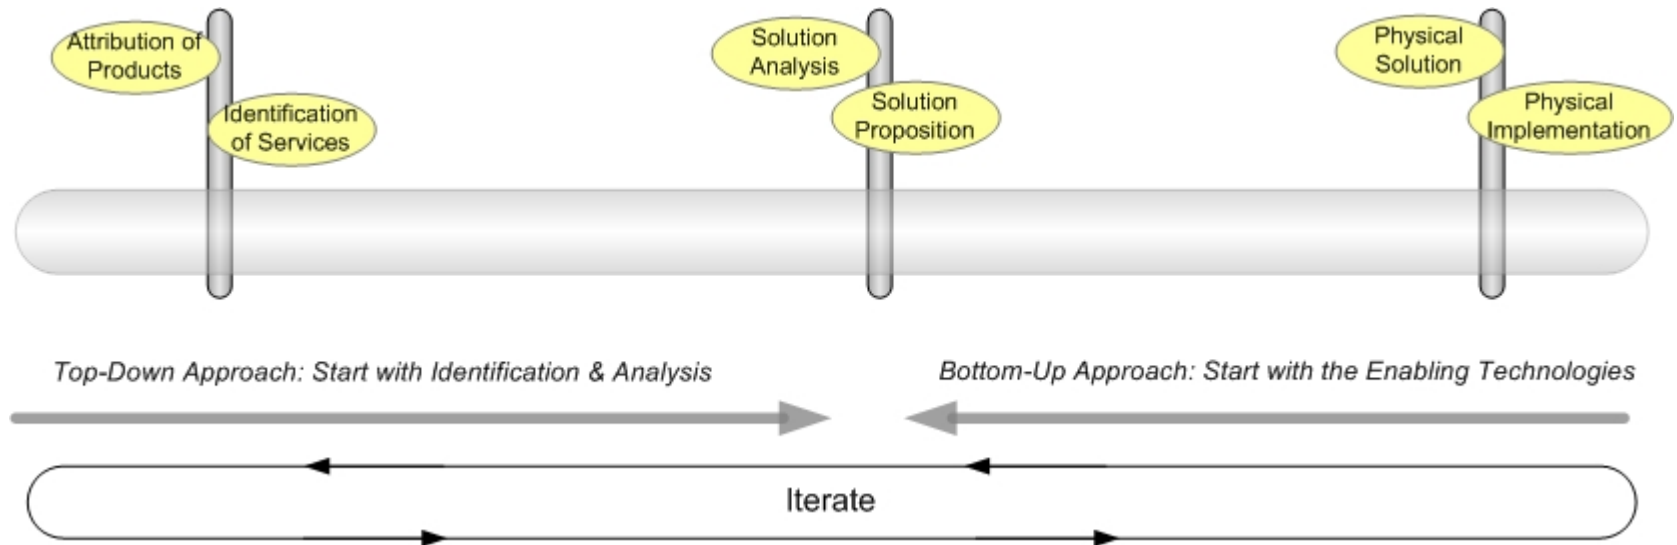 Attribution of
Products
Identification
of Services
Solution
Analysis
Solution
Proposition
Physical
Solution
Physical
Implementation
Top-Down Approach: Start with Identification & Analysis
Bottom-Up Approach: Start with the Enabling Technologies
Iterate